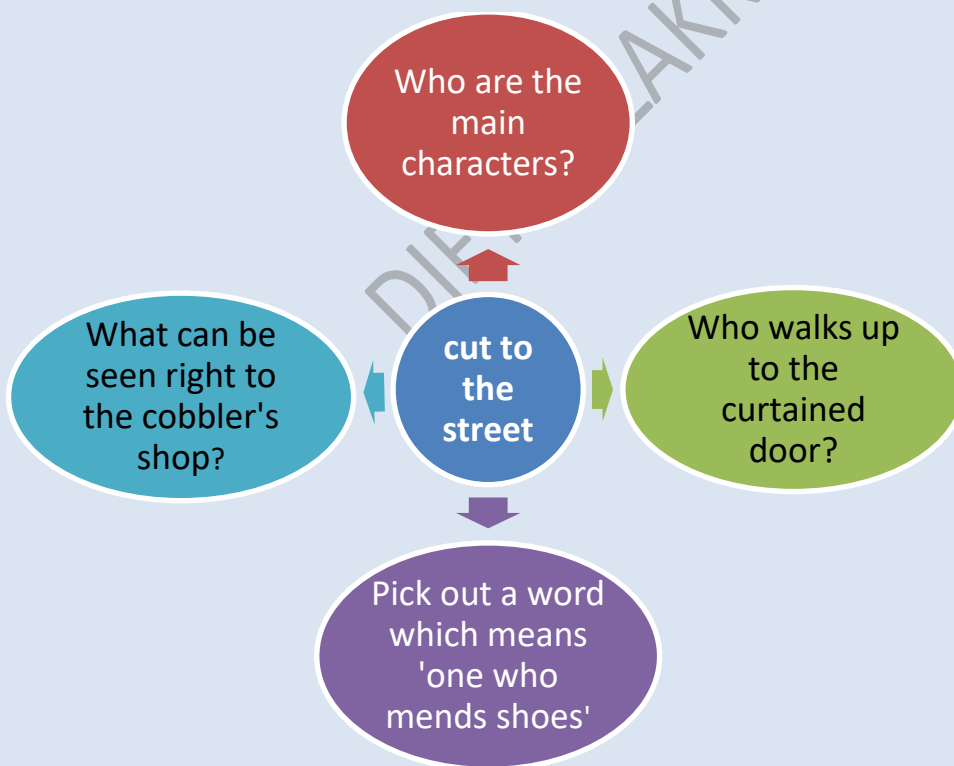 Who are the
main
characters?
What can be
seen right to
the cobbler's
shop?
cut to
the
street
Who walks up
to the
curtained
door?
Pick out a word
which means
'one who
mends shoes'